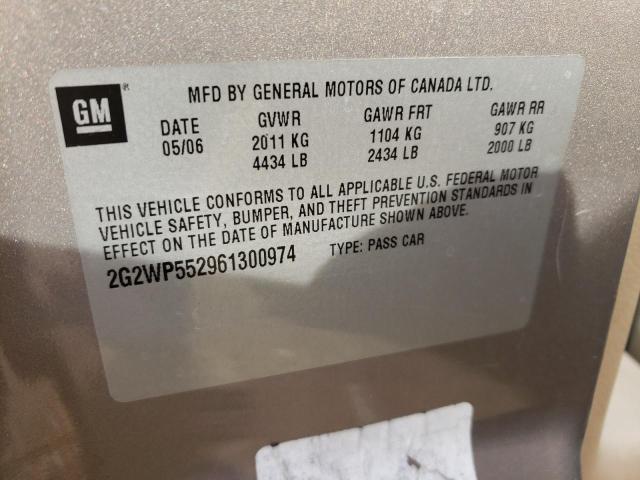 GM
MFD BY GENERAL MOTORS OF CANADA LTD.
DATE GVWR GAWR FRT GAWR RR
05/06 2011 KG 1104 KG 907 KG
4434 LB 2434 LB 2000 LB
THIS VEHICLE CONFORMS TO ALL APPLICABLE U.S. FEDERAL MOTOR
VEHICLE SAFETY, BUMPER, AND THEFT PREVENTION STANDARDS IN
EFFECT ON THE DATE OF MANUFACTURE SHOWN ABOVE.
2G2WP552961300974 TYPE: PASS CAR